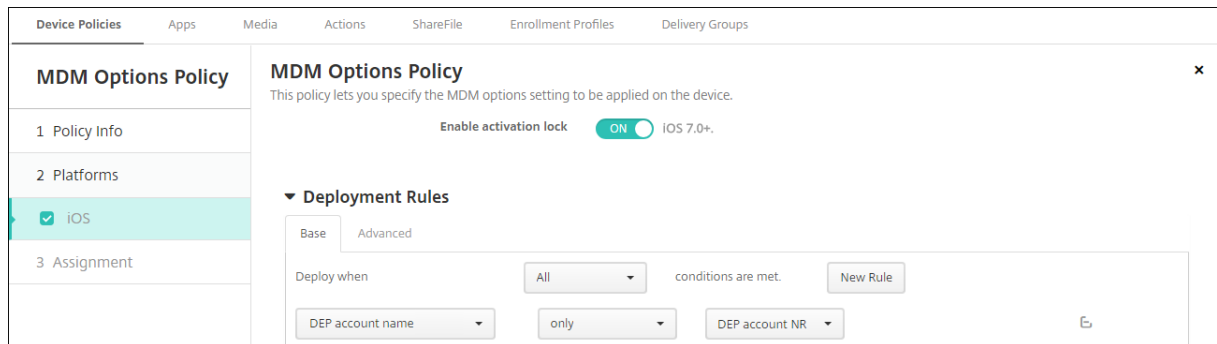 Device Policies Apps Media Actions ShareFile Enrollment Profiles Delivery Groups
MDM Options Policy
1 Policy Info
2 Platforms
iOS
3 Assignment
MDM Options Policy
This policy lets you specify the MDM options setting to be applied on the device.
Enable activation lock ON iOS 7.0+.
Deployment Rules
Base Advanced
Deploy when All conditions are met. New Rule
DEP account name only DEP account NR